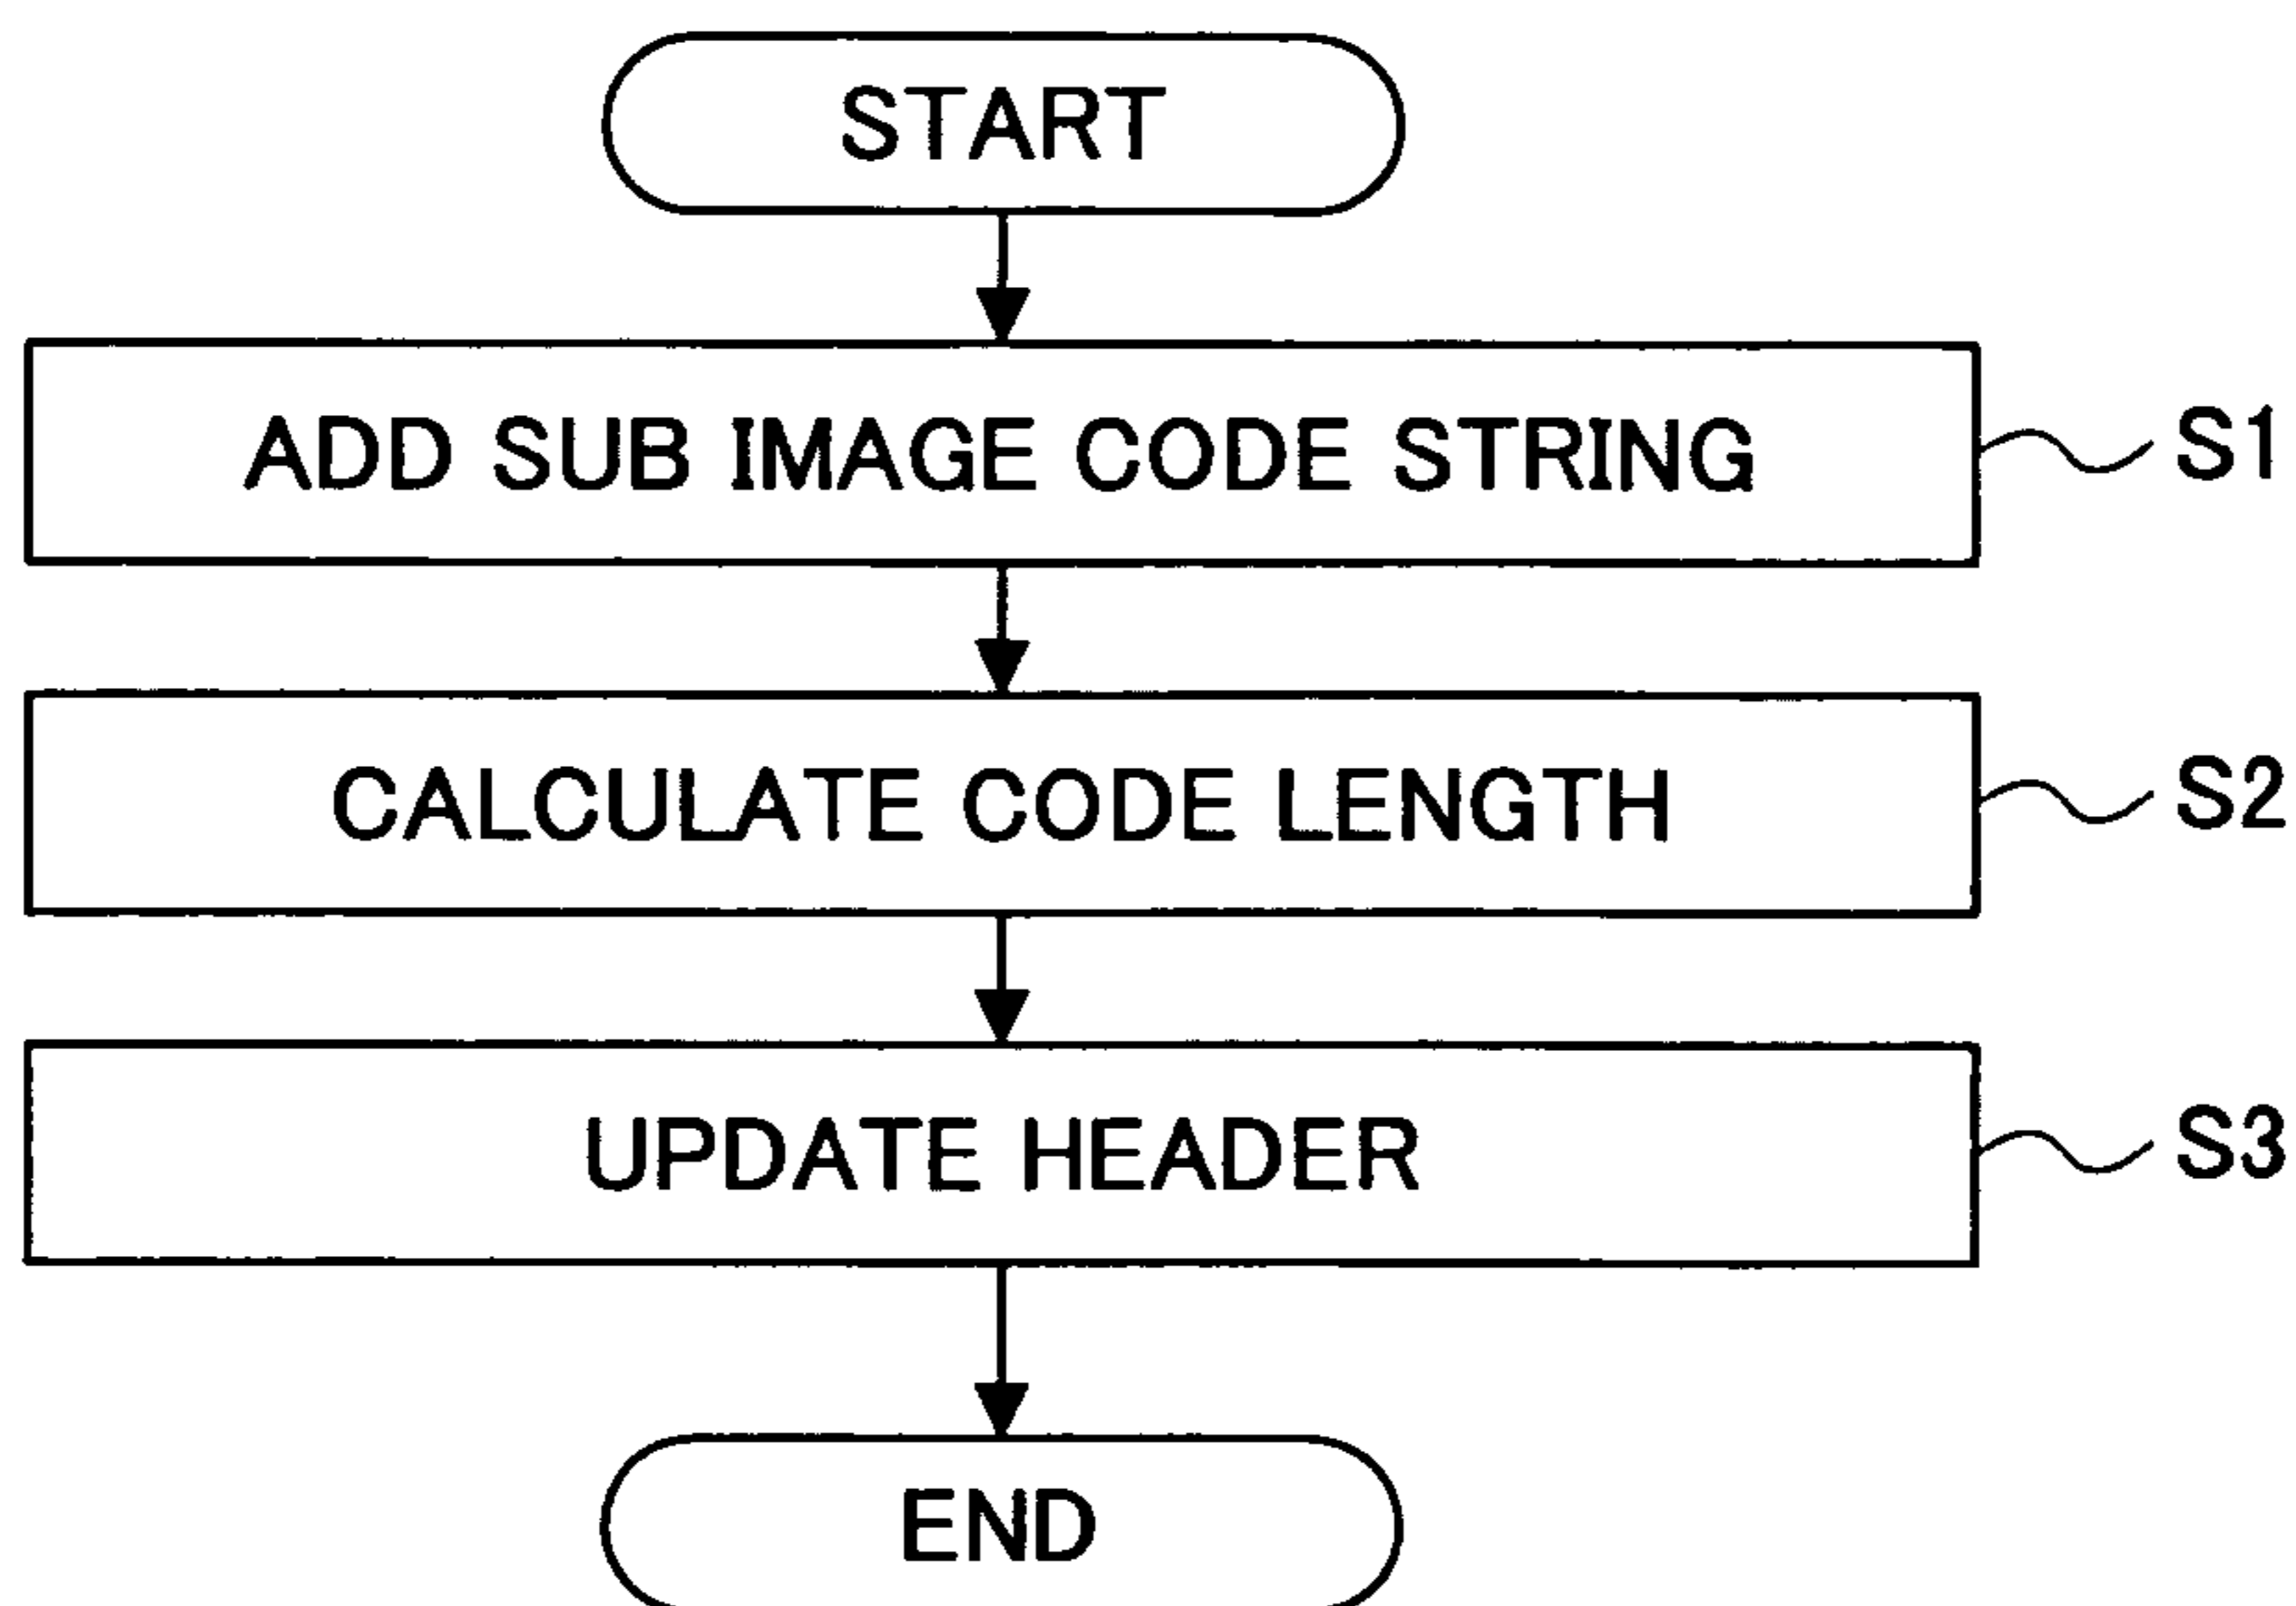 START
ADD SUB IMAGE CODE STRING
S1
CALCULATE CODE LENGTH
S2
UPDATE HEADER
S3
END